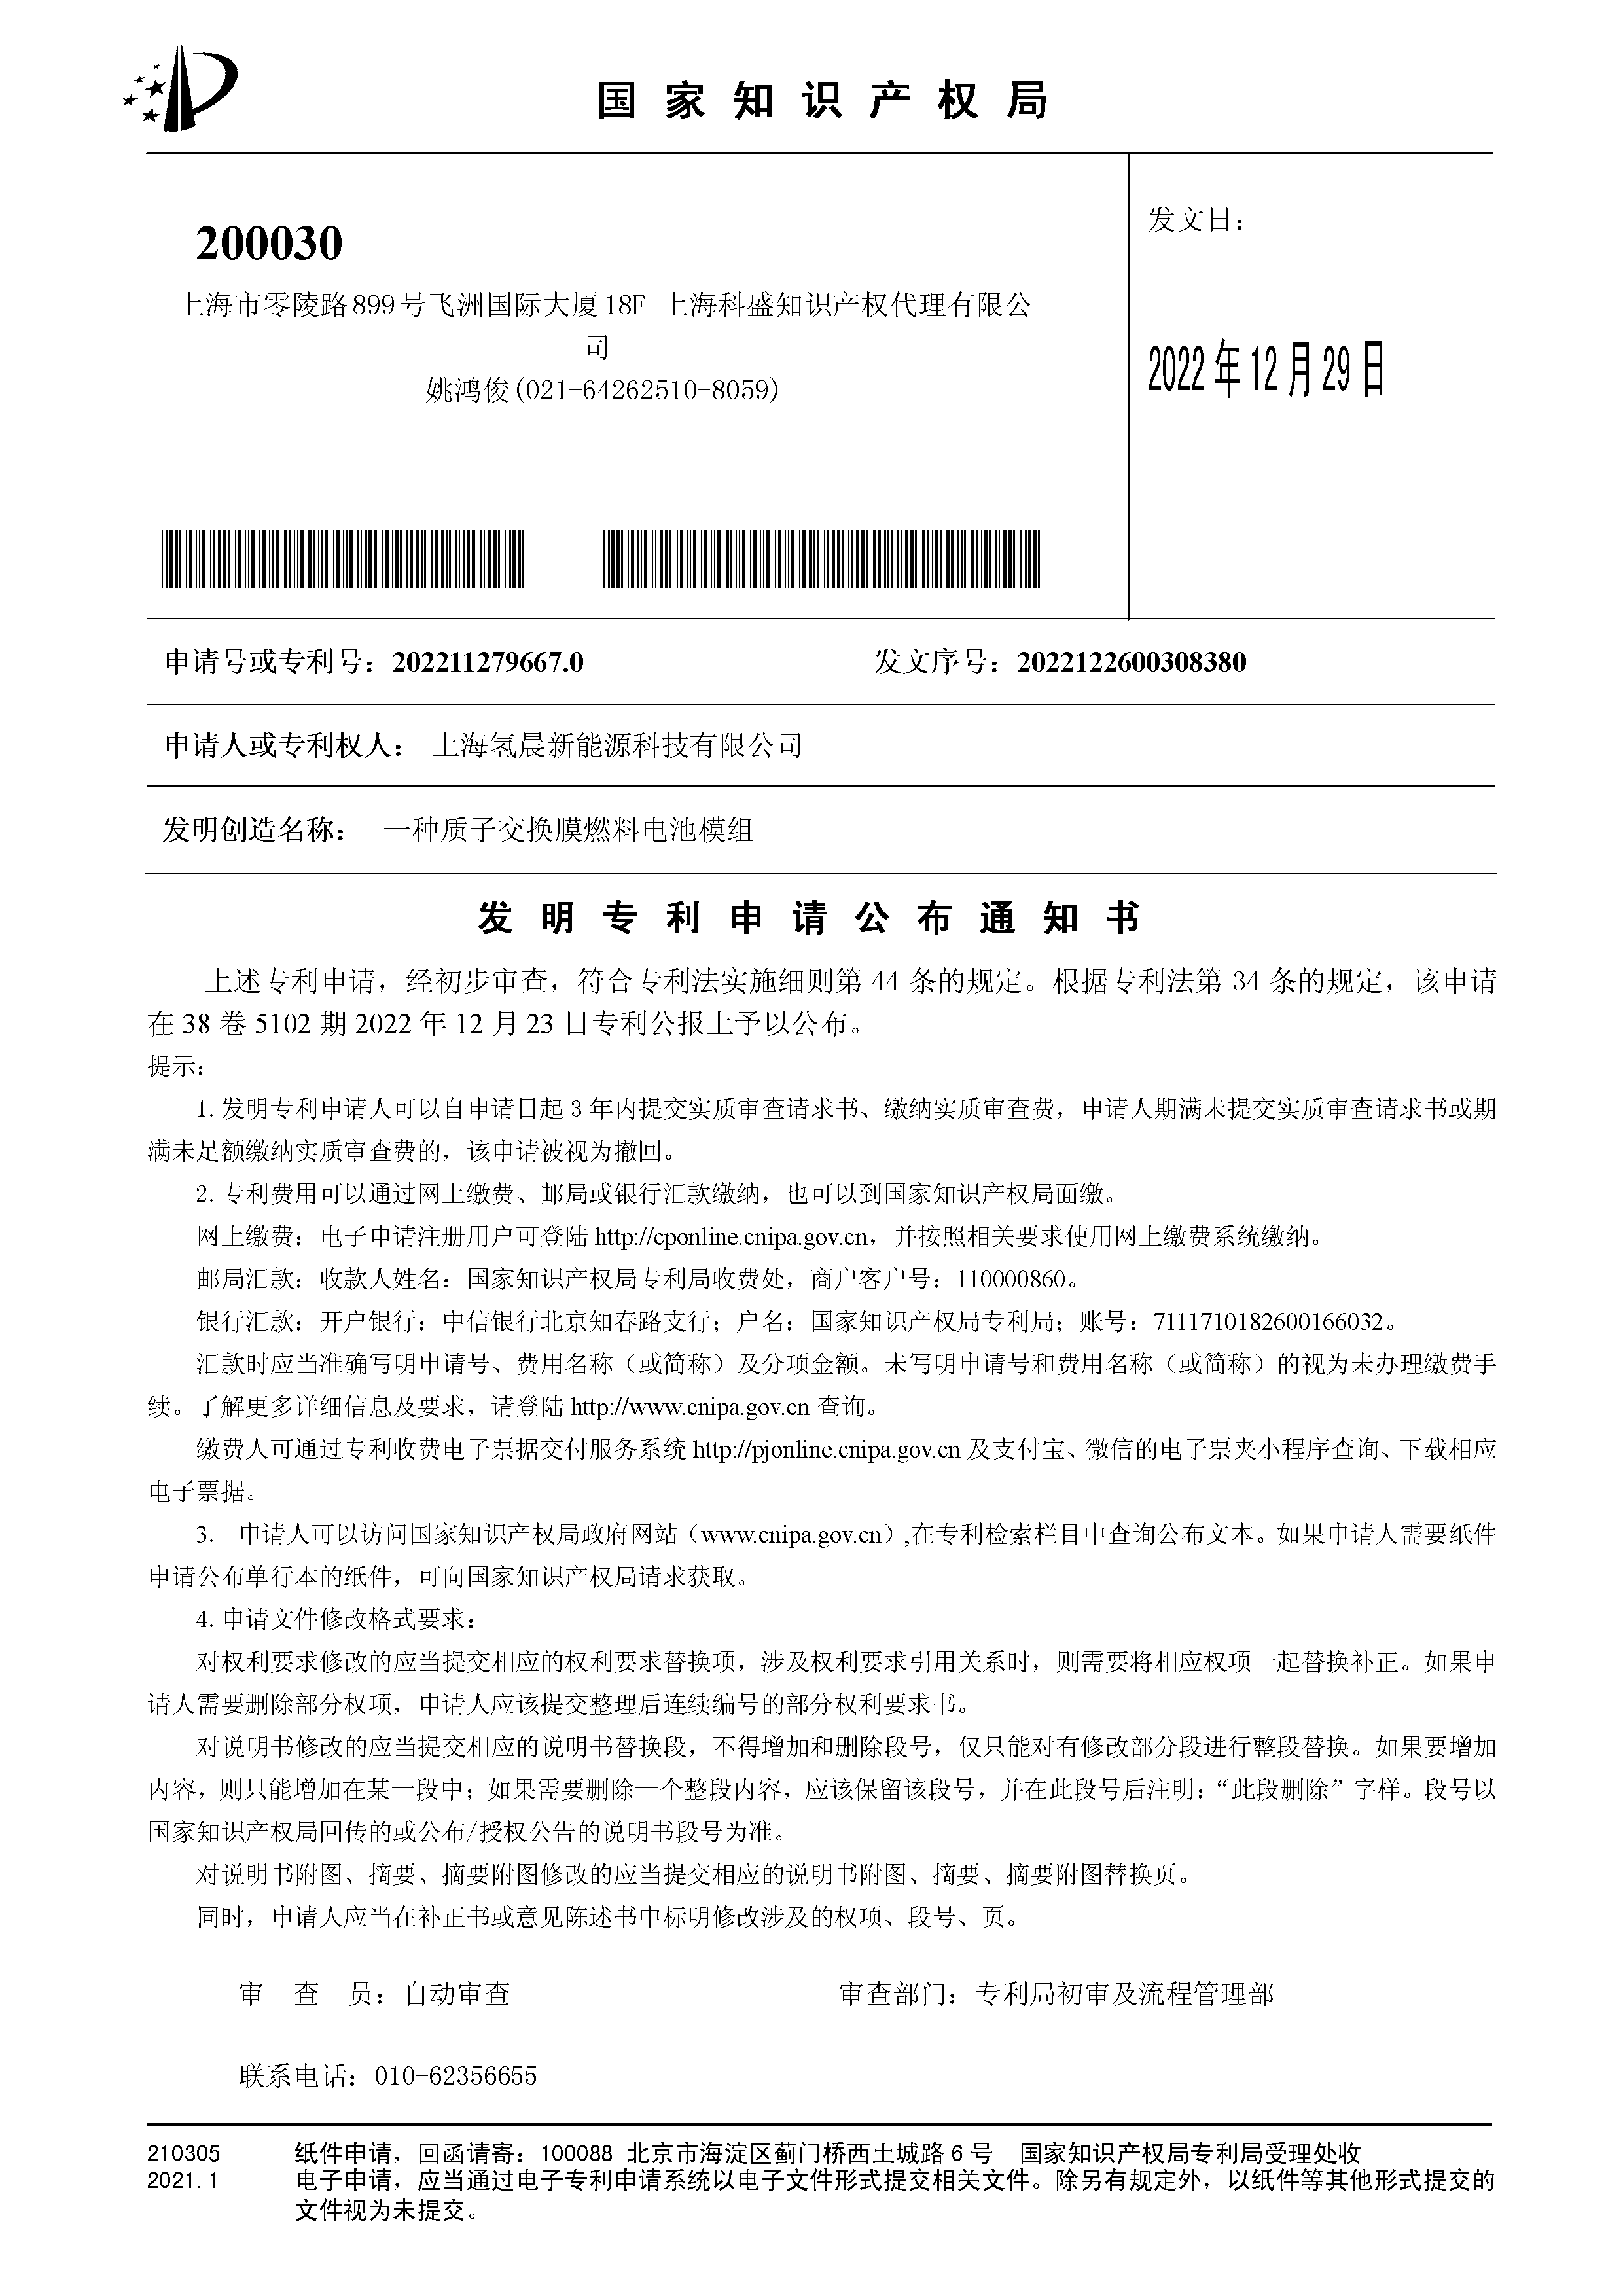 国家知识产权局
200030
发文日：
上海市零陵路899号飞洲国际大厦18F 上海科盛知识产权代理有限公
司
姚鸿俊(021-64262510-8059)
2022年12月29日
申请号或专利号：202211279667.0 发文序号：2022122600308380
申请人或专利权人： 上海氢晨新能源科技有限公司
发明创造名称： 一种质子交换膜燃料电池模组
发明专利申请公布通知书
上述专利申请，经初步审查，符合专利法实施细则第 44 条的规定。根据专利法第 34 条的规定，该申请
在 38 卷 5102 期 2022 年 12 月 23 日专利公报上予以公布。
提示：
1. 发明专利申请人可以自申请日起 3 年内提交实质审查请求书、缴纳实质审查费，申请人期满未提交实质审查请求书或期
满未足额缴纳实质审查费的，该申请被视为撤回。
2. 专利费用可以通过网上缴费、邮局或银行汇款缴纳，也可以到国家知识产权局面缴。
网上缴费：电子申请注册用户可登陆 http://cponline.cnipa.gov.cn，并按照相关要求使用网上缴费系统缴纳。
邮局汇款：收款人姓名：国家知识产权局专利局收费处，商户客户号：110000860。
银行汇款：开户银行：中信银行北京知春路支行；户名：国家知识产权局专利局；账号：7111710182600166032。
汇款时应当准确写明申请号、费用名称（或简称）及分项金额。未写明申请号和费用名称（或简称）的视为未办理缴费手
续。了解更多详细信息及要求，请登陆 http://www.cnipa.gov.cn 查询。
缴费人可通过专利收费电子票据交付服务系统 http://pjonline.cnipa.gov.cn 及支付宝、微信的电子票夹小程序查询、下载相应
电子票据。
3. 申请人可以访问国家知识产权局政府网站（www.cnipa.gov.cn）,在专利检索栏目中查询公布文本。如果申请人需要纸件
申请公布单行本的纸件，可向国家知识产权局请求获取。
4. 申请文件修改格式要求：
对权利要求修改的应当提交相应的权利要求替换项，涉及权利要求引用关系时，则需要将相应权项一起替换补正。如果申
请人需要删除部分权项，申请人应该提交整理后连续编号的部分权利要求书。
对说明书修改的应当提交相应的说明书替换段，不得增加和删除段号，仅只能对有修改部分段进行整段替换。如果要增加
内容，则只能增加在某一段中；如果需要删除一个整段内容，应该保留该段号，并在此段号后注明：“此段删除”字样。段号以
国家知识产权局回传的或公布/授权公告的说明书段号为准。
对说明书附图、摘要、摘要附图修改的应当提交相应的说明书附图、摘要、摘要附图替换页。
同时，申请人应当在补正书或意见陈述书中标明修改涉及的权项、段号、页。
审 查 员：自动审查 审查部门：专利局初审及流程管理部
联系电话：010-62356655
210305 纸件申请，回函请寄：100088 北京市海淀区蓟门桥西土城路 6 号 国家知识产权局专利局受理处收
2021.1 电子申请，应当通过电子专利申请系统以电子文件形式提交相关文件。除另有规定外，以纸件等其他形式提交的
文件视为未提交。